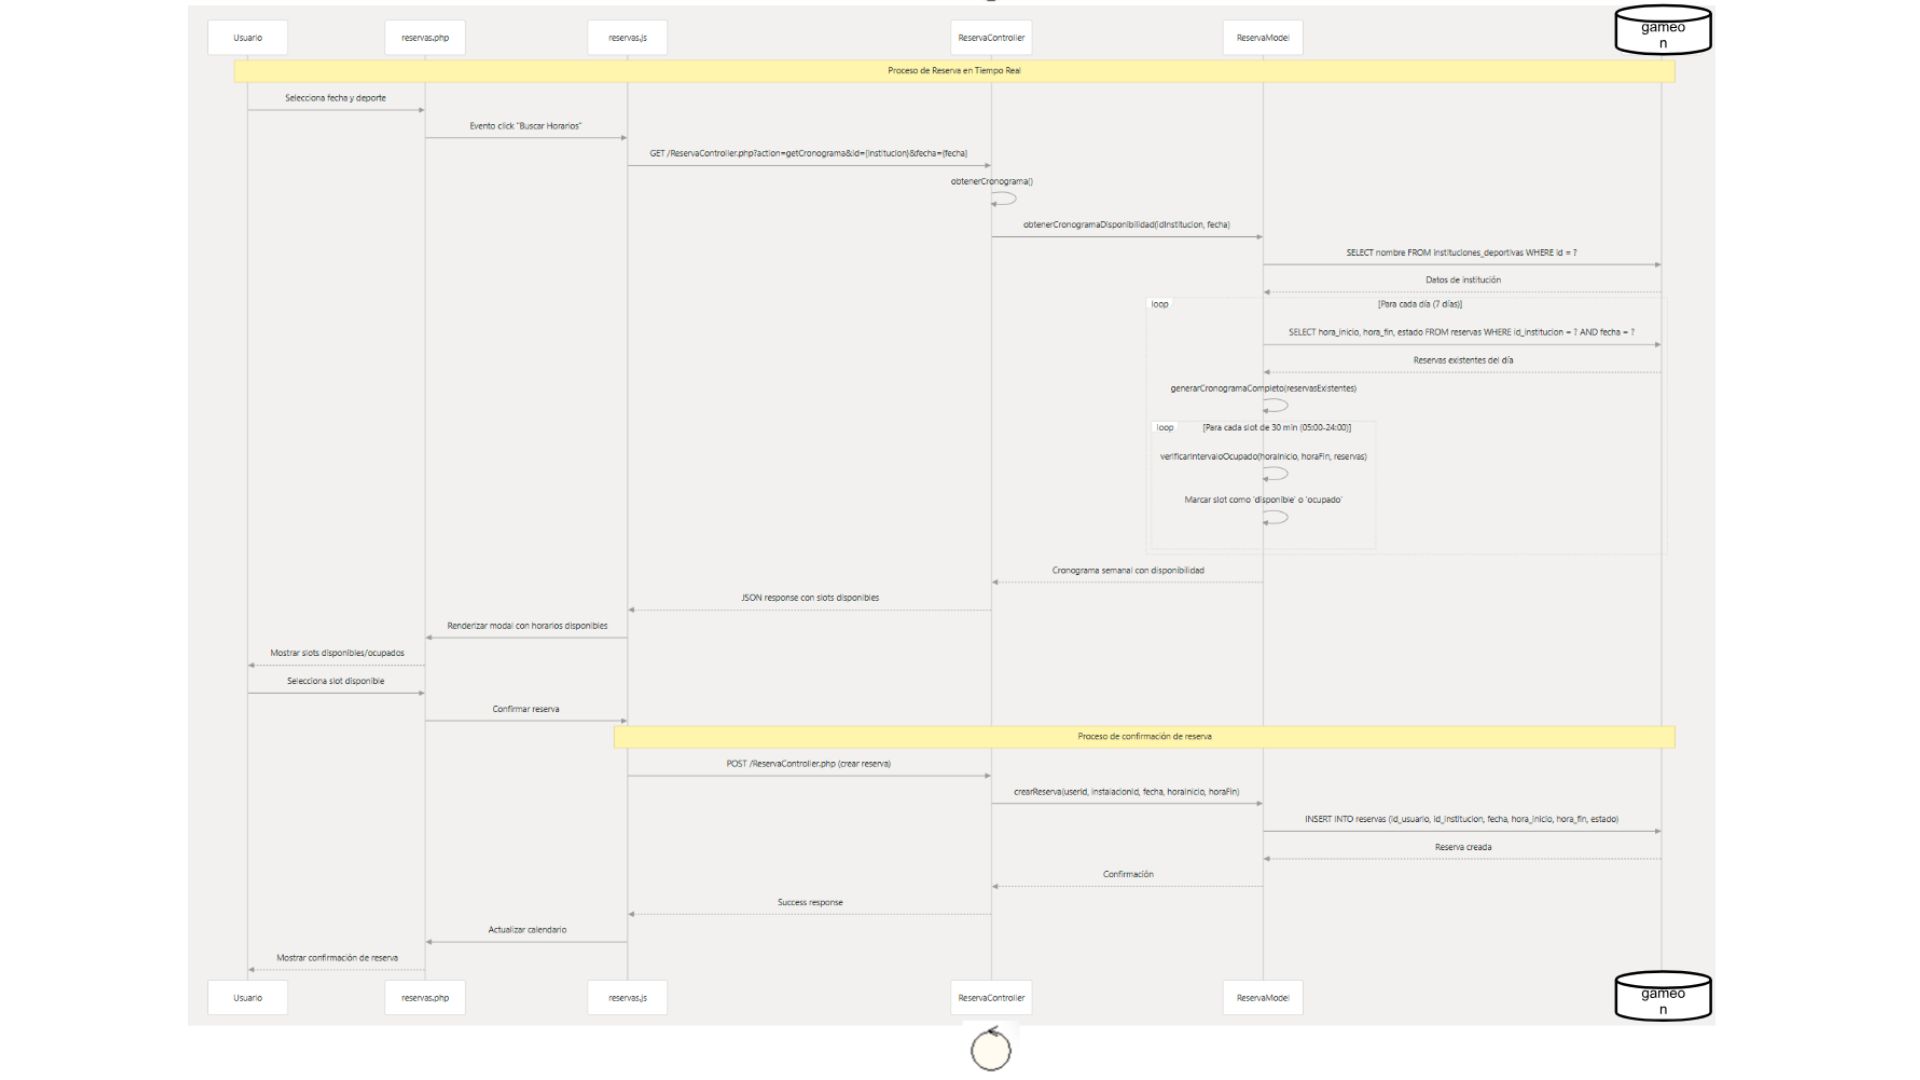 Usuario
reservas.php
reservas.js
ReservaController
ReservaModel
gameo
n
Proceso de Reserva en Tiempo Real
Selecciona fecha y deporte
Evento click "Buscar Horarios"
GET /ReservaController.php?action=getCronograma&id={institucion}&fecha={fecha}
obtenerCronograma()
obtenerCronogramaDisponibilidad(idInstitucion, fecha)
SELECT nombre FROM instituciones_deportivas WHERE id = ?
Datos de institución
loop
[Para cada día (7 días)]
SELECT hora_inicio, hora_fin, estado FROM reservas WHERE id_institucion = ? AND fecha = ?
Reservas existentes del día
generarCronogramaCompleto(reservasExistentes)
loop
[Para cada slot de 30 min (05:00-24:00)]
verificarIntervaloOcupado(horaInicio, horaFin, reservas)
Marcar slot como 'disponible' o 'ocupado'
Cronograma semanal con disponibilidad
JSON response con slots disponibles
Renderizar modal con horarios disponibles
Mostrar slots disponibles/ocupados
Selecciona slot disponible
Confirmar reserva
Proceso de confirmación de reserva
POST /ReservaController.php (crear reserva)
crearReserva(userId, instalacionId, fecha, horaInicio, horaFin)
INSERT INTO reservas (id_usuario, id_institucion, fecha, hora_inicio, hora_fin, estado)
Reserva creada
Confirmación
Success response
Actualizar calendario
Mostrar confirmación de reserva
Usuario
reservas.php
reservas.js
ReservaController
ReservaModel
gameo
n